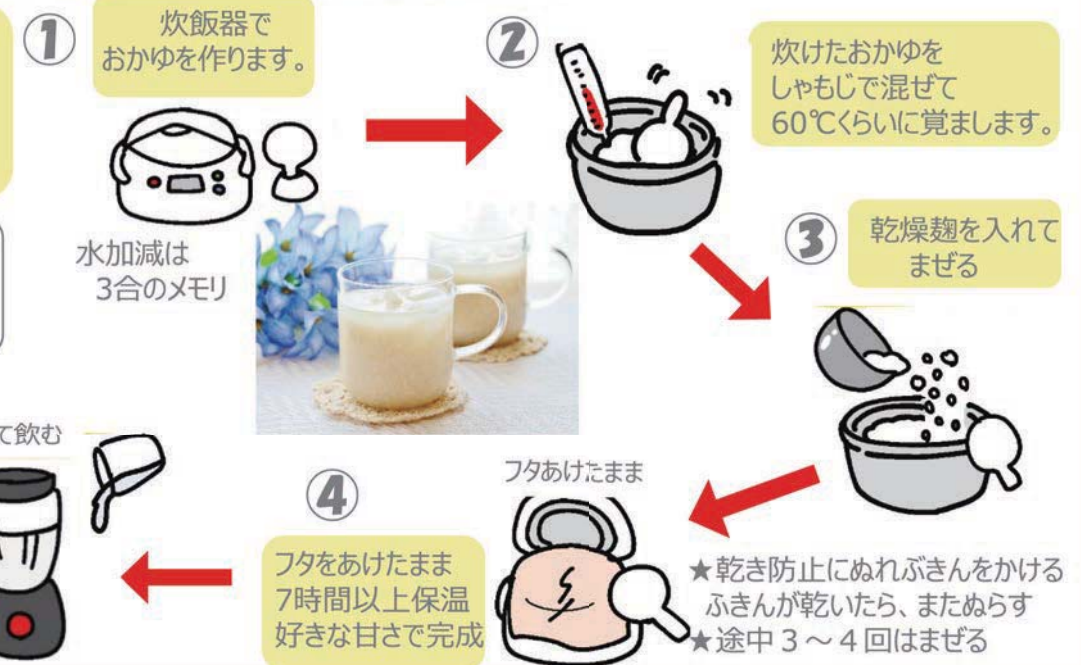 ①
炊飯器で
おかゆを作ります。
水加減は
3合のメモリ
②
炊けたおかゆを
しゃもじで混ぜて
60℃くらいに覚まします。
③
乾燥麹を入れて
まぜる
フタあけたまま
★乾き防止にぬれぶきんをかける
ふきんが乾いたら、またぬらす
★途中3～4回はまぜる
④
フタをあけたまま
7時間以上保温
好きな甘さで完成
て飲む